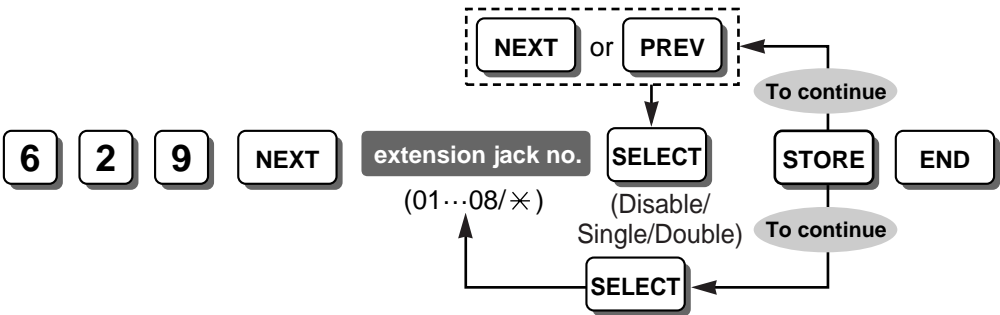 NEXT or PREV
To continue
6 2 9 NEXT extension jack no. SELECT STORE END
(01···08/✳)
(Disable/
Single/Double)
To continue
SELECT